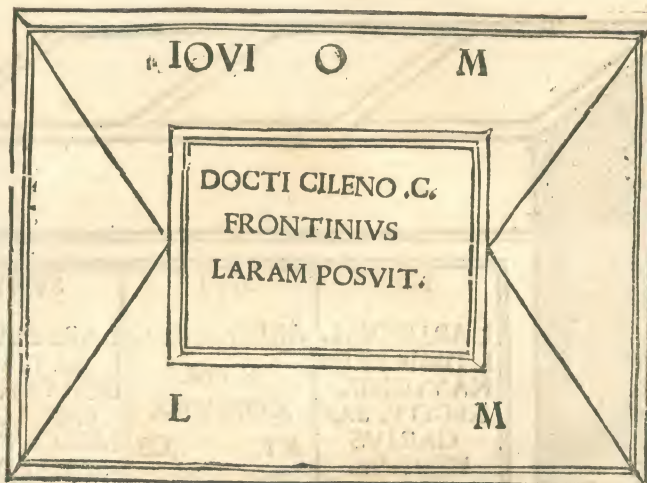 IOVI O M
DOCTI CILENO .C.
FRONTINIVS
LARAM POSVIT.
L M